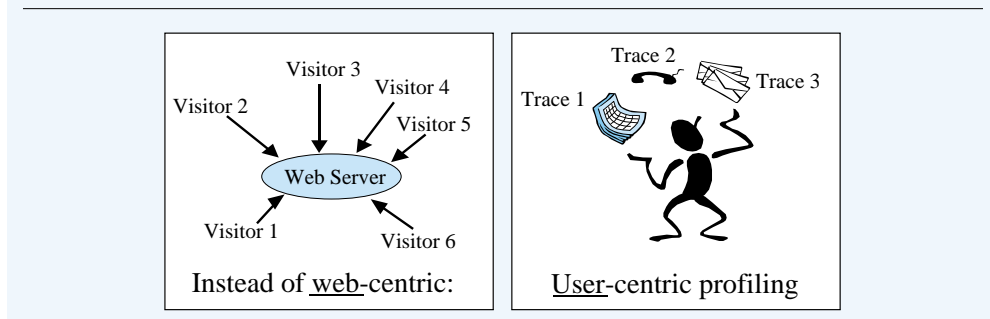 Visitor 3
Visitor 4
Visitor 2
Visitor 5
Web Server
Visitor 1
Visitor 6
Instead of web-centric:
Trace 2
Trace 3
Trace 1
User-centric profiling